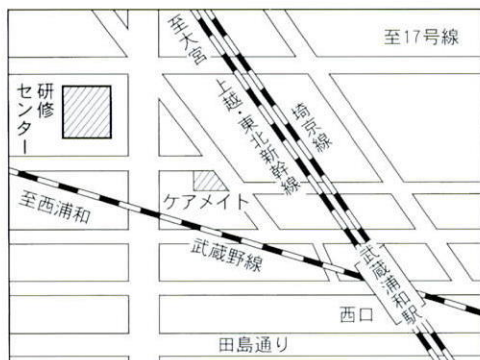 至大宮
至17号線
上越・東北新幹線
埼京線
研修
センター
ケアメイト
至西浦和
武蔵野線
武蔵浦和駅
西口
田島通り